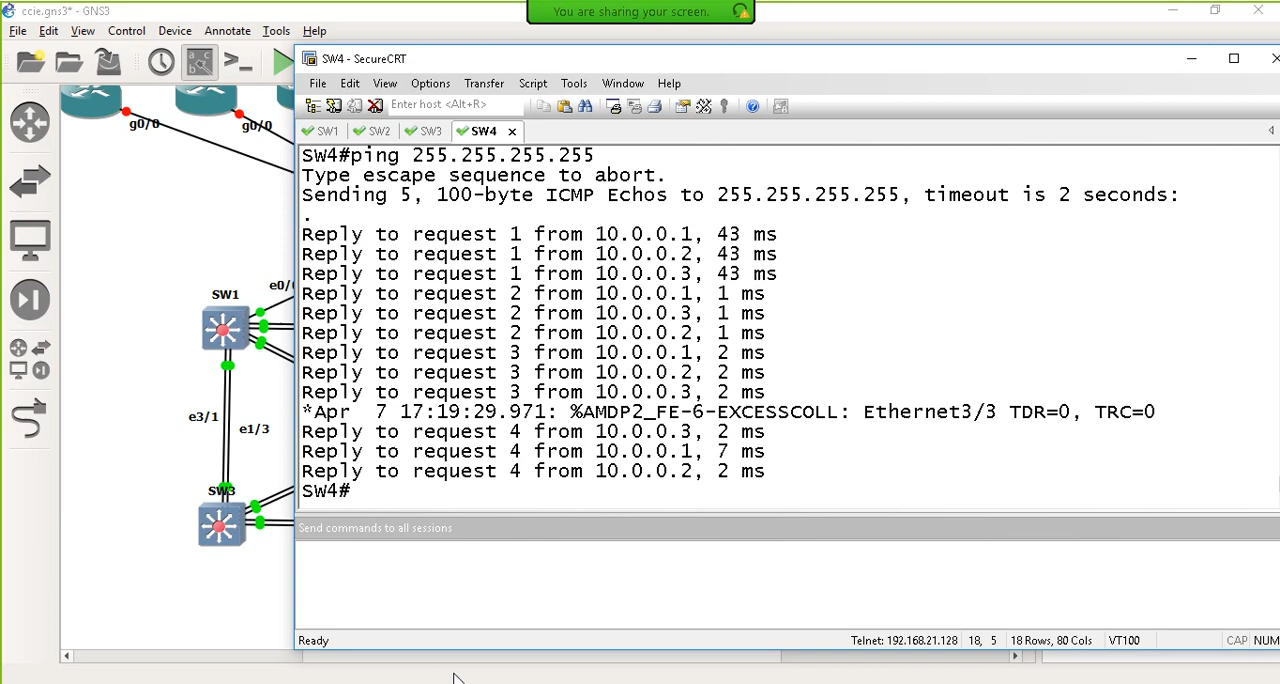 ccie.gns3* - GNS3
You are sharing your screen.
File Edit View Control Device Annotate Tools Help
SW4 - SecureCRT
File Edit View Options Transfer Script Tools Window Help
Enter host <Alt+R>
SW1 SW2 SW3 SW4
SW4#ping 255.255.255.255
Type escape sequence to abort.
Sending 5, 100-byte ICMP Echos to 255.255.255.255, timeout is 2 seconds:
.
Reply to request 1 from 10.0.0.1, 43 ms
Reply to request 1 from 10.0.0.2, 43 ms
Reply to request 1 from 10.0.0.3, 43 ms
Reply to request 2 from 10.0.0.1, 1 ms
Reply to request 2 from 10.0.0.3, 1 ms
Reply to request 2 from 10.0.0.2, 1 ms
Reply to request 3 from 10.0.0.1, 2 ms
Reply to request 3 from 10.0.0.2, 2 ms
Reply to request 3 from 10.0.0.3, 2 ms
*Apr  7 17:19:29.971: %AMDP2_FE-6-EXCESSCOLL: Ethernet3/3 TDR=0, TRC=0
Reply to request 4 from 10.0.0.3, 2 ms
Reply to request 4 from 10.0.0.1, 7 ms
Reply to request 4 from 10.0.0.2, 2 ms
SW4#
Send commands to all sessions
Ready Telnet: 192.168.21.128 18, 5 18 Rows, 80 Cols VT100 CAP NUM
g0/0
g0/0
SW1
e0/
e3/1
e1/3
SW3